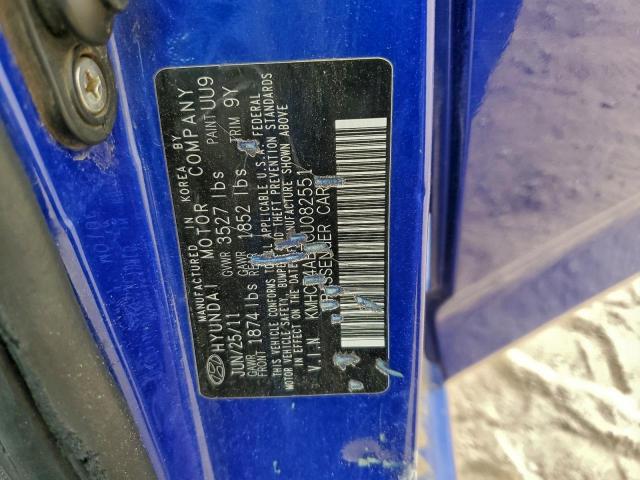 MANUFACTURED IN KOREA BY
HYUNDAI MOTOR COMPANY
JUN/25/11 GVWR 3527 lbs PAINT UU9
GAWR FRONT 1874 lbs GAWR 1852 lbs TRIM 9Y
THIS VEHICLE CONFORMS TO ALL APPLICABLE U.S. FEDERAL
MOTOR VEHICLE SAFETY, BUMPER AND THEFT PREVENTION STANDARDS
IN EFFECT ON THE DATE OF MANUFACTURE SHOWN ABOVE
V.I.N. U082551
PASSENGER CAR